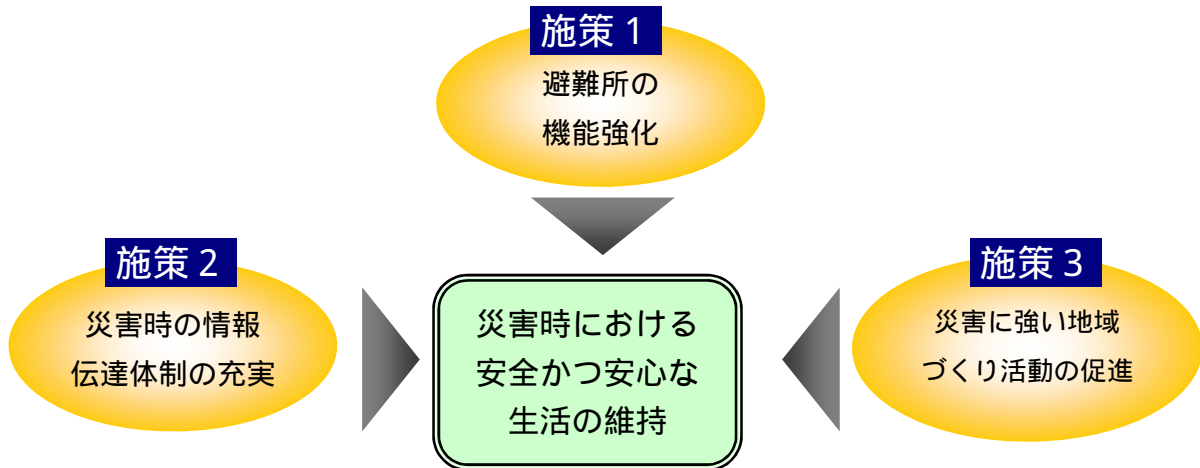 施策１
避難所の
機能強化
施策２
災害時の情報
伝達体制の充実
災害時における
安全かつ安心な
生活の維持
施策３
災害に強い地域
づくり活動の促進